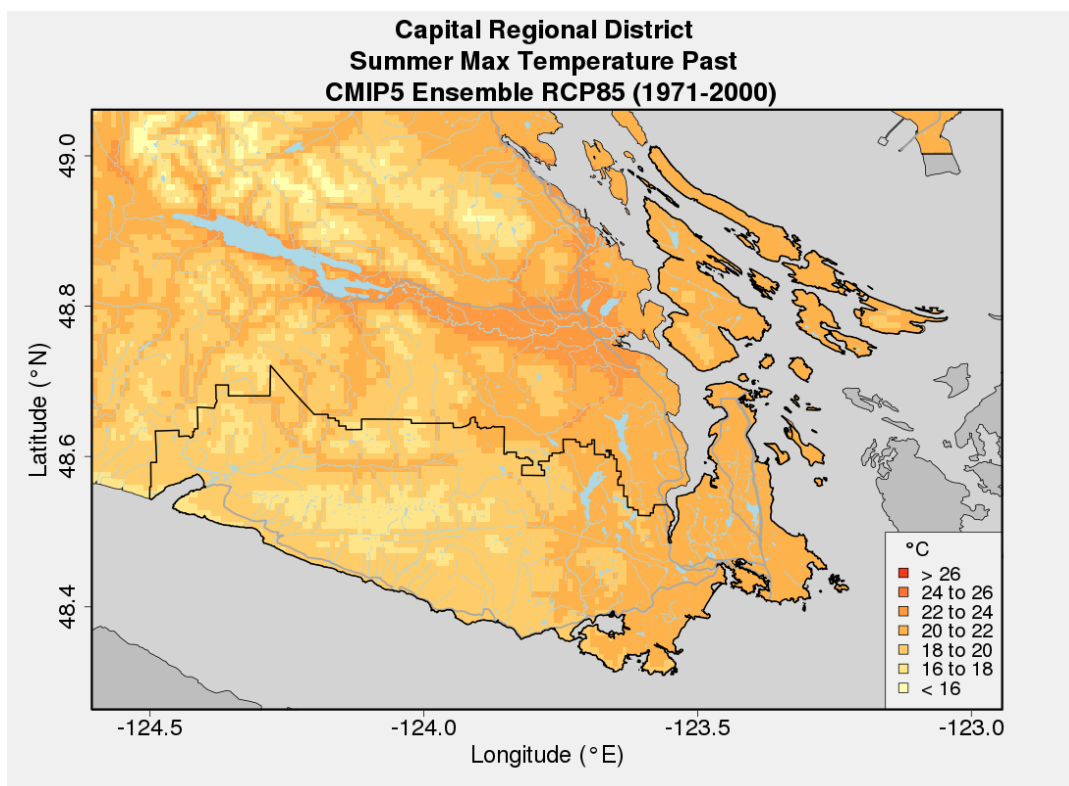 Capital Regional District
Summer Max Temperature Past
CMIP5 Ensemble RCP85 (1971-2000)
49.0
48.8
48.6
48.4
Latitude (°N)
-124.5
-124.0
-123.5
-123.0
Longitude (°E)
°C
> 26
24 to 26
22 to 24
20 to 22
18 to 20
16 to 18
< 16